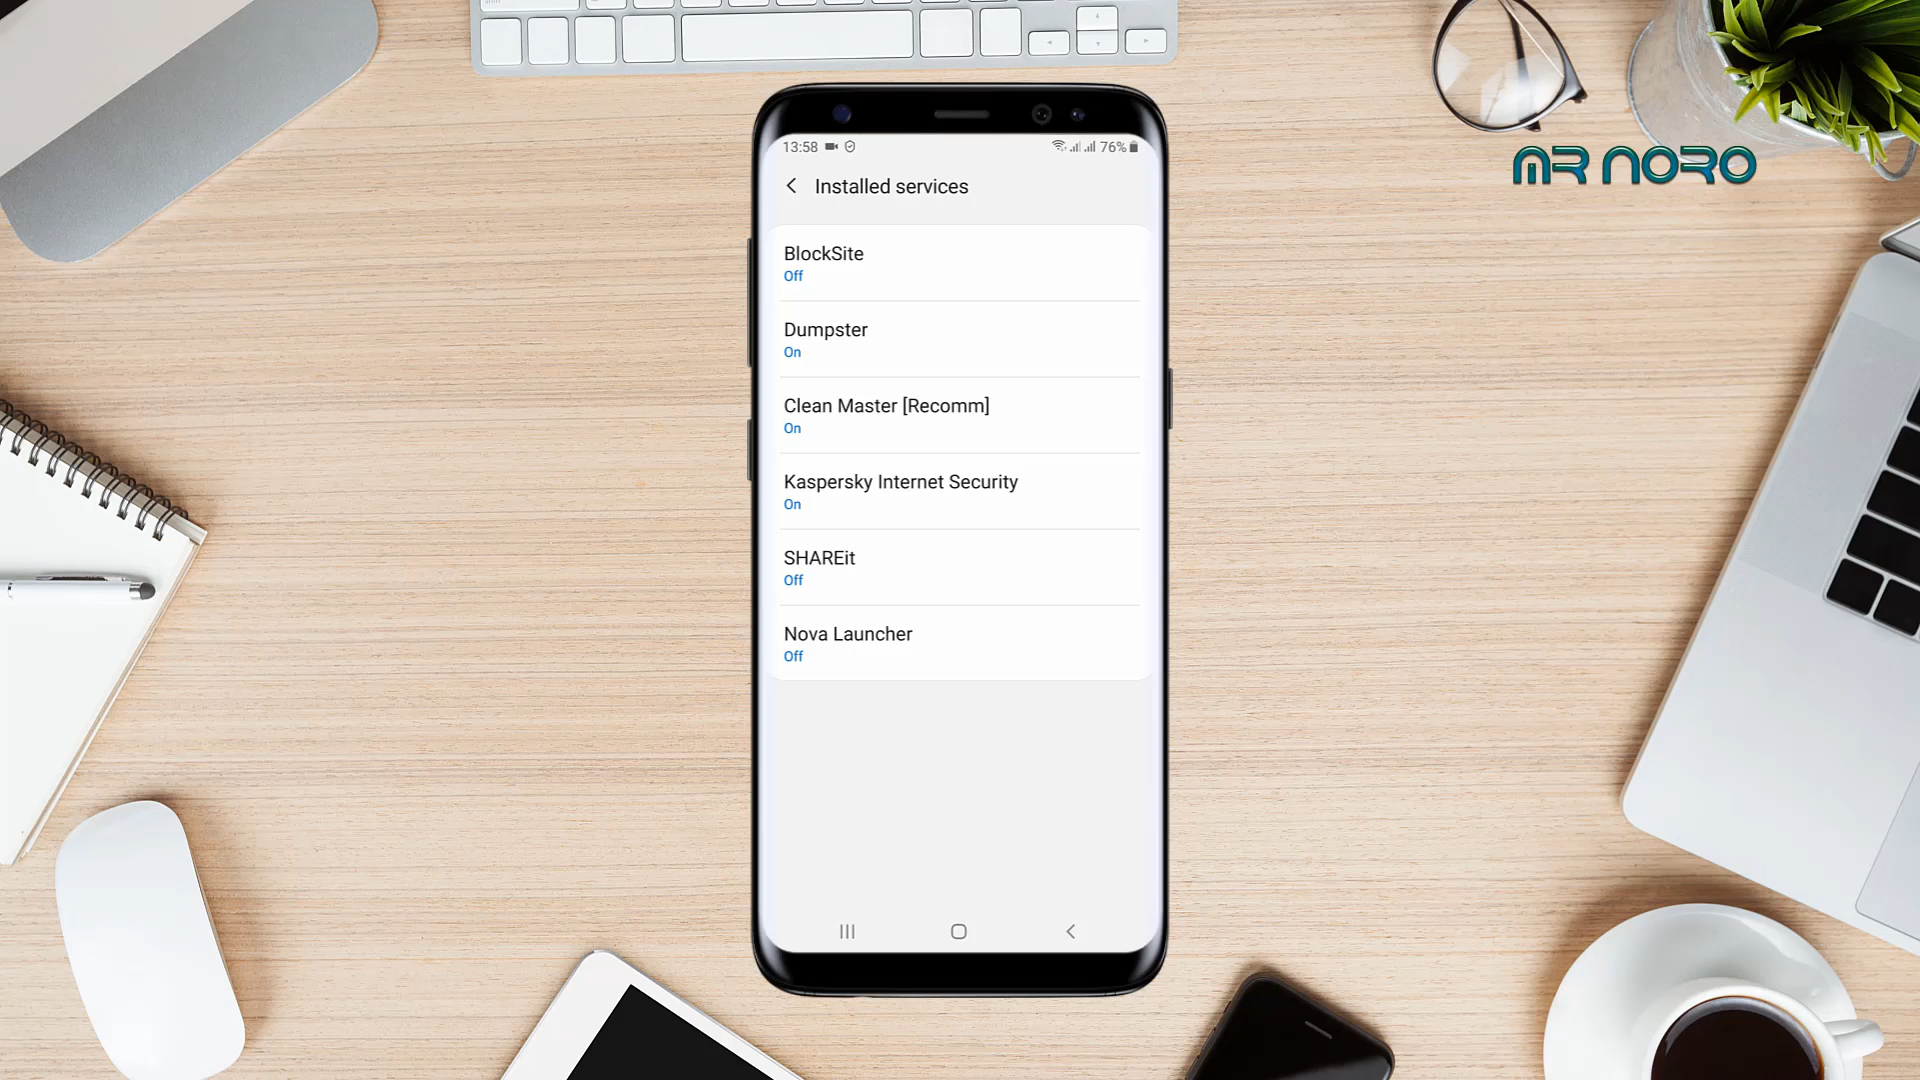 MR NORO
13:58 76%
Installed services
BlockSite
Off
Dumpster
On
Clean Master [Recomm]
On
Kaspersky Internet Security
On
SHAREit
Off
Nova Launcher
Off